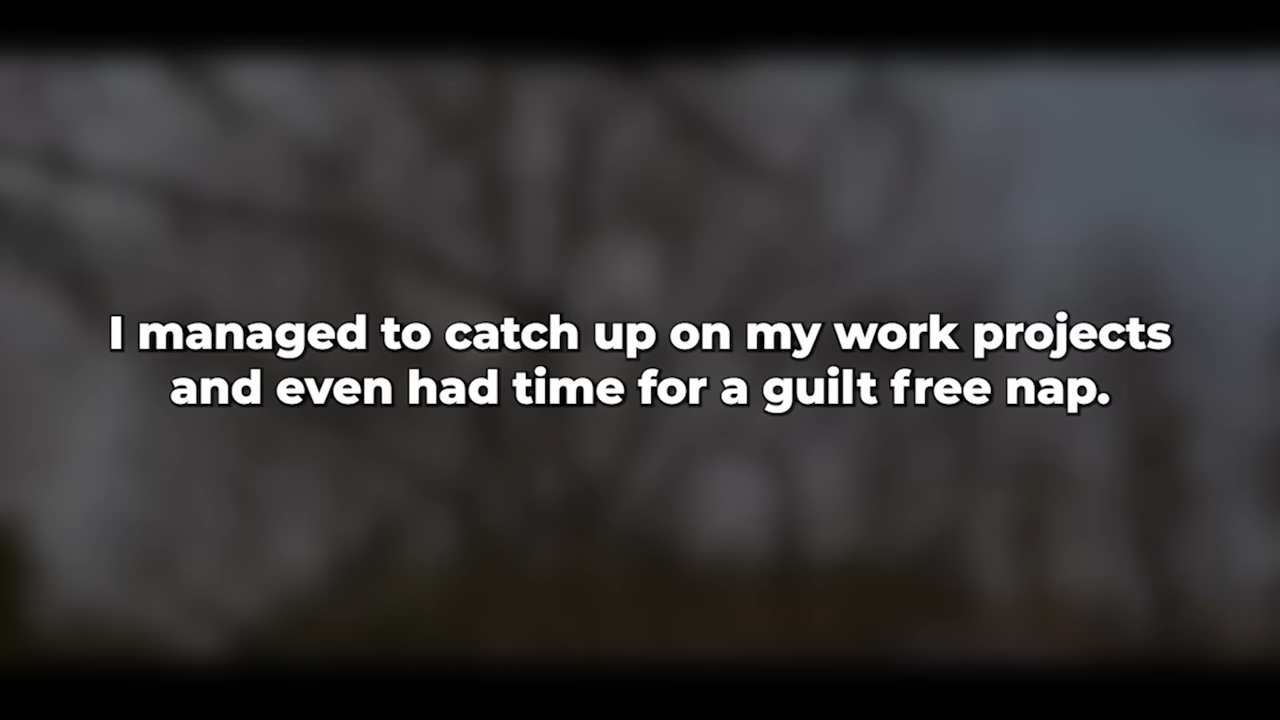 I managed to catch up on my work projects
and even had time for a guilt free nap.